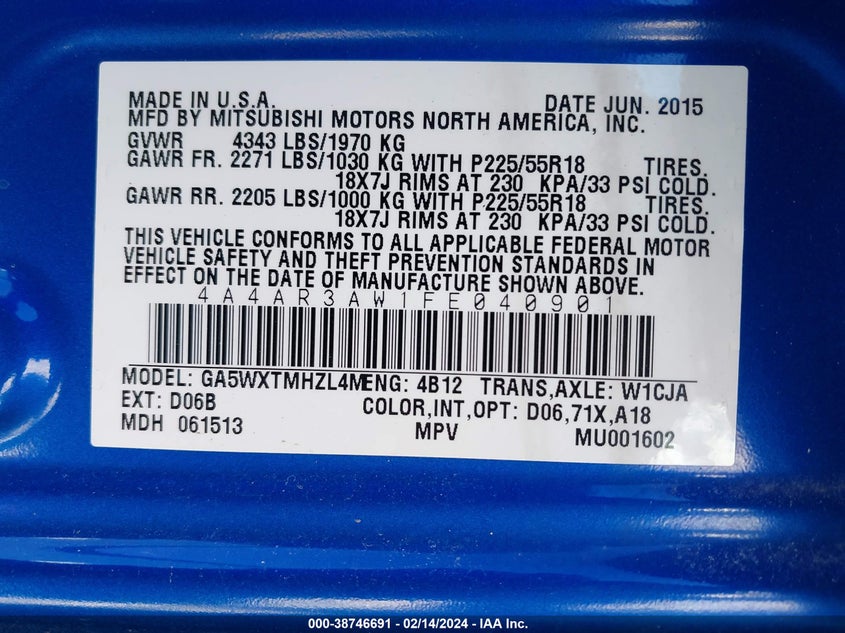 MADE IN U.S.A. DATE JUN. 2015
MFD BY MITSUBISHI MOTORS NORTH AMERICA, INC.
GVWR 4343 LBS/1970 KG
GAWR FR. 2271 LBS/1030 KG WITH P225/55R18 TIRES.
18X7J RIMS AT 230 KPA/33 PSI COLD.
GAWR RR. 2205 LBS/1000 KG WITH P225/55R18 TIRES.
18X7J RIMS AT 230 KPA/33 PSI COLD.
THIS VEHICLE CONFORMS TO ALL APPLICABLE FEDERAL MOTOR
VEHICLE SAFETY AND THEFT PREVENTION STANDARDS IN
EFFECT ON THE DATE OF MANUFACTURE SHOWN ABOVE.
4A4AR3AW1FE040901
MODEL: GA5WXTMHZL4MENG: 4B12 TRANS,AXLE: W1CJA
EXT: D06B COLOR,INT,OPT: D06,71X,A18
MDH 061513 MPV MU001602
000-38746691 - 02/14/2024 - IAA Inc.